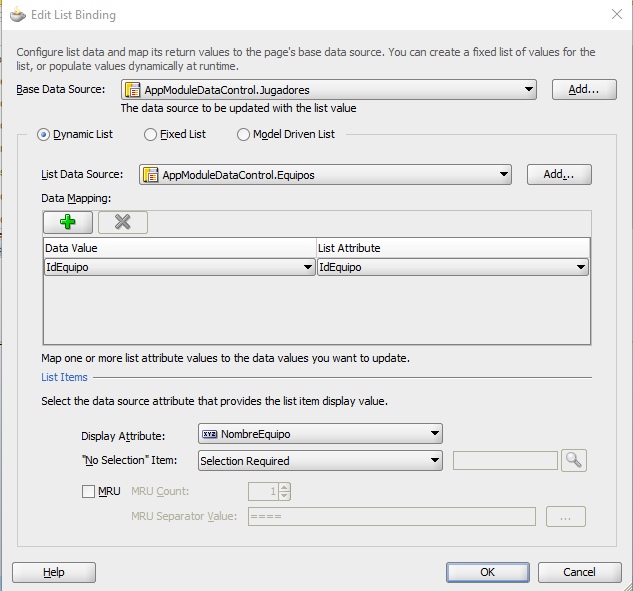 Edit List Binding
Configure list data and map its return values to the page's base data source. You can create a fixed list of values for the
list, or populate values dynamically at runtime.
Base Data Source: AppModuleDataControl.Jugadores Add...
The data source to be updated with the list value
Dynamic List Fixed List Model Driven List
List Data Source: AppModuleDataControl.Equipos Add...
Data Mapping:
Data Value List Attribute
IdEquipo IdEquipo
Map one or more list attribute values to the data values you want to update.
List Items
Select the data source attribute that provides the list item display value.
Display Attribute: xyz NombreEquipo
"No Selection" Item: Selection Required
MRU MRU Count: 1
MRU Separator Value: ==== ...
Help OK Cancel